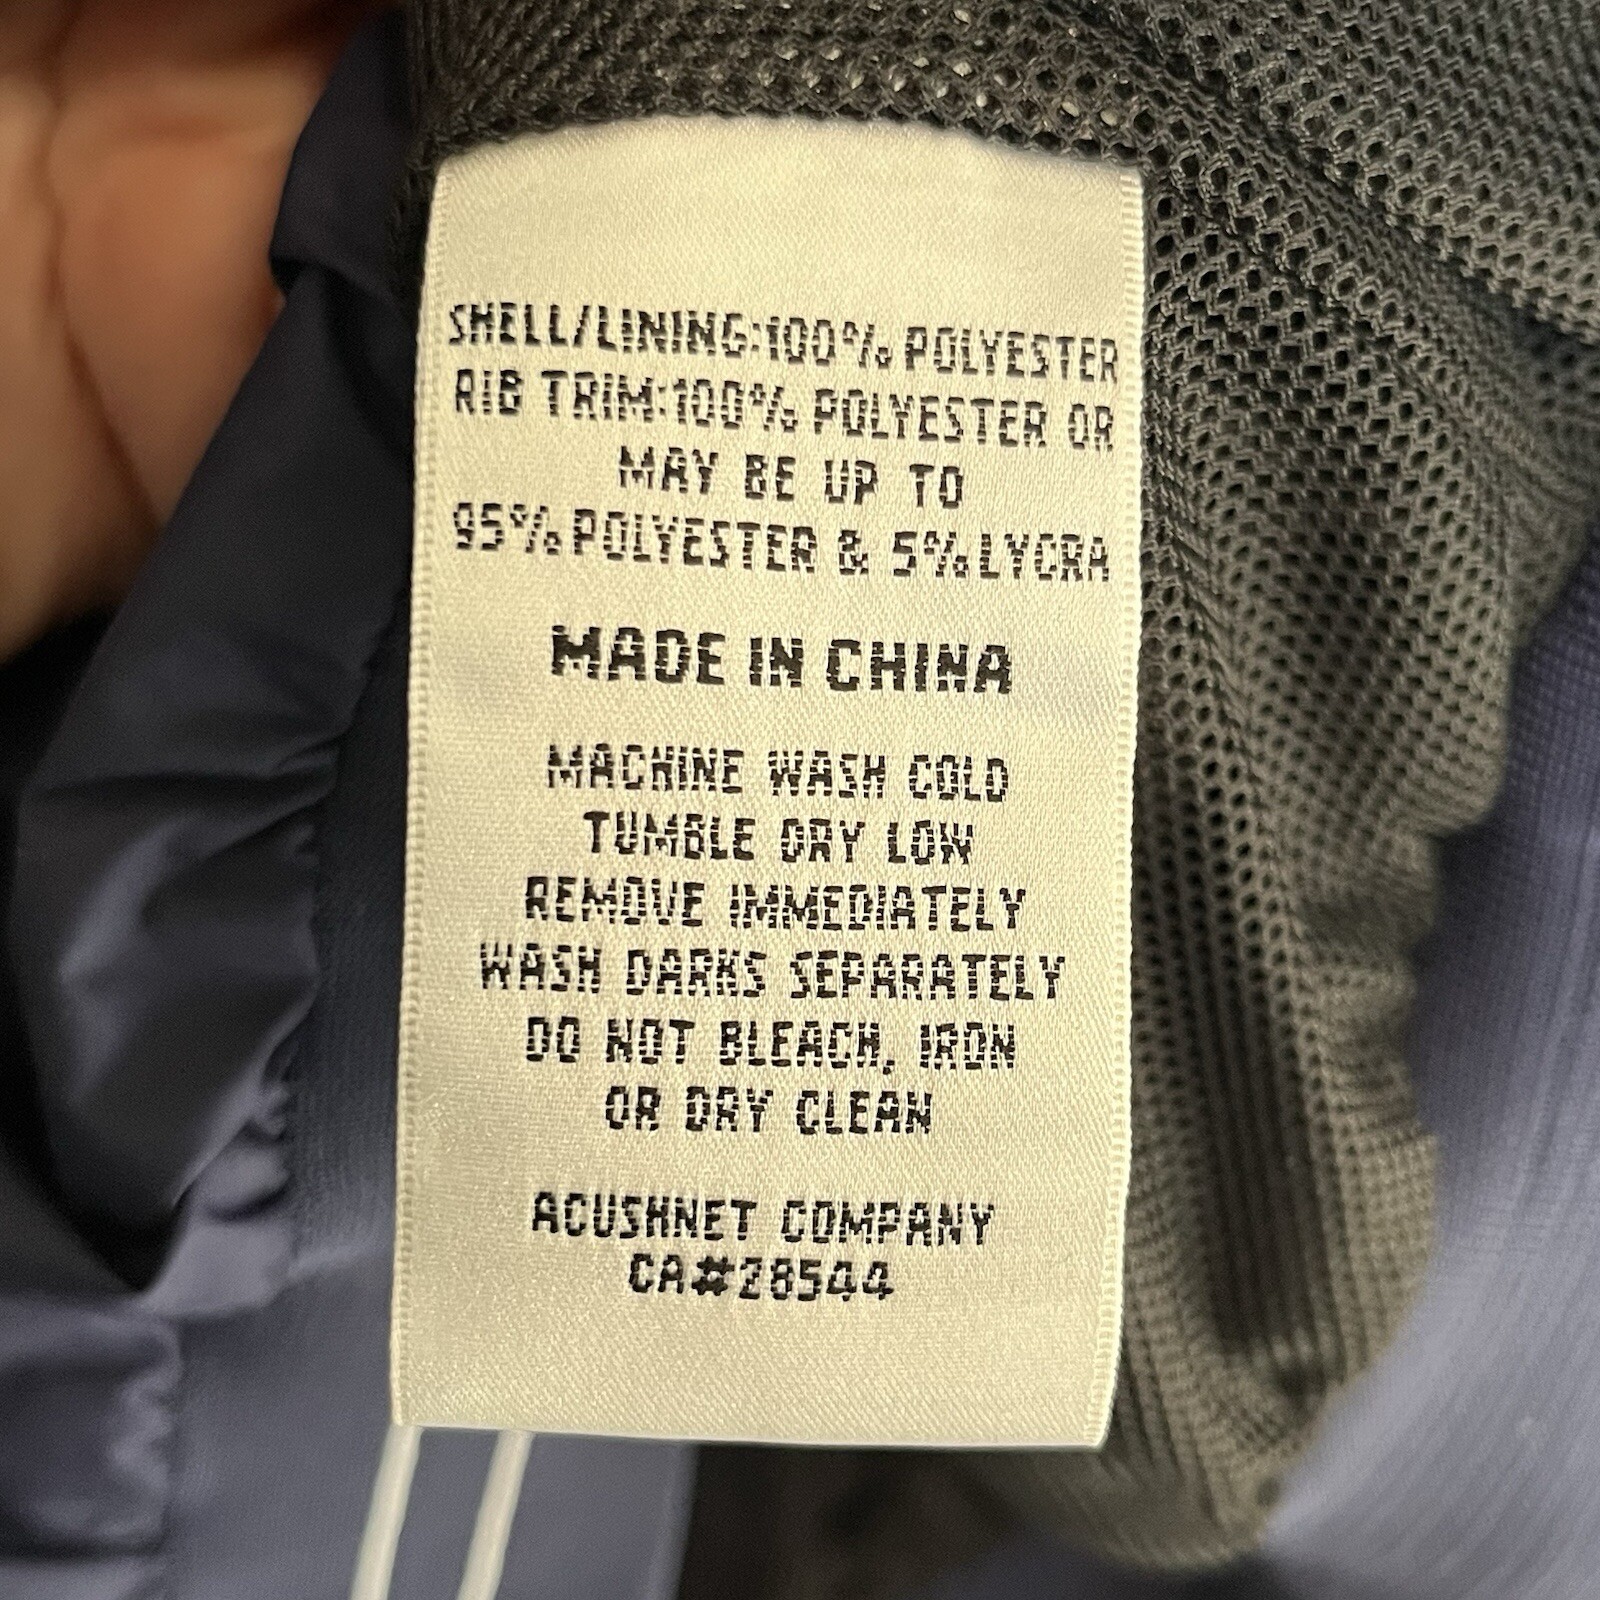 SHELL/LINING:100% POLYESTER
RIB TRIM:100% POLYESTER OR
MAY BE UP TO
95% POLYESTER & 5% LYCRA
MADE IN CHINA
MACHINE WASH COLD
TUMBLE DRY LOW
REMOVE IMMEDIATELY
WASH DARKS SEPARATELY
DO NOT BLEACH, IRON
OR DRY CLEAN
ACUSHNET COMPANY
CA#28544